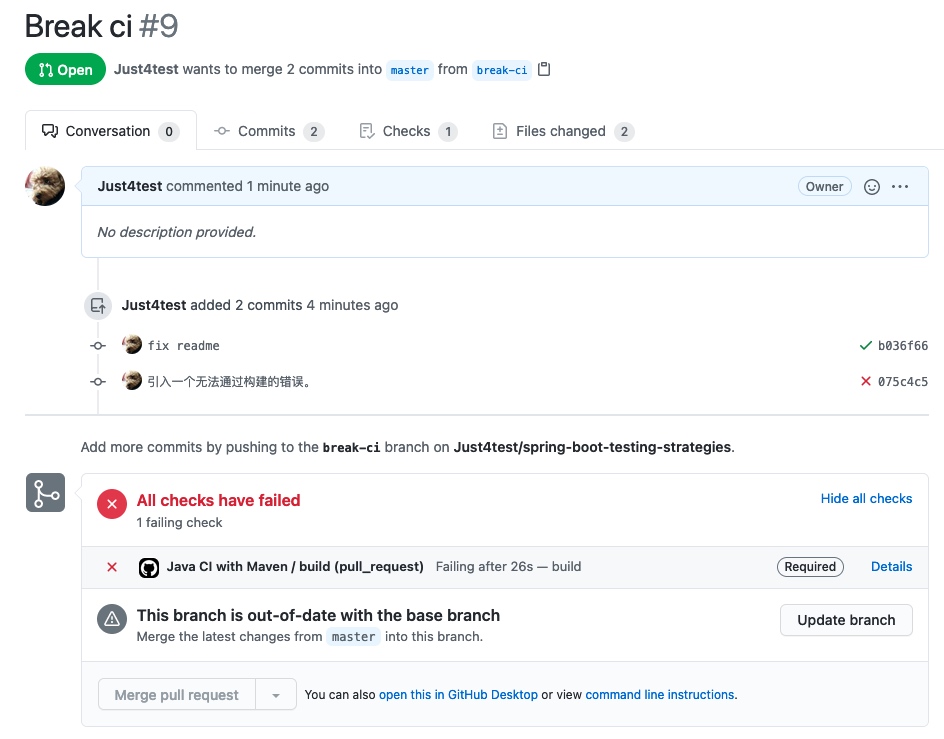 Break ci #9
Open Just4test wants to merge 2 commits into master from break-ci
Conversation 0 Commits 2 Checks 1 Files changed 2
Just4test commented 1 minute ago Owner
No description provided.
Just4test added 2 commits 4 minutes ago
fix readme b036f66
引入一个无法通过构建的错误。 075c4c5
Add more commits by pushing to the break-ci branch on Just4test/spring-boot-testing-strategies.
All checks have failed Hide all checks
1 failing check
Java CI with Maven / build (pull_request) Failing after 26s — build Required Details
This branch is out-of-date with the base branch
Merge the latest changes from master into this branch. Update branch
Merge pull request You can also open this in GitHub Desktop or view command line instructions.